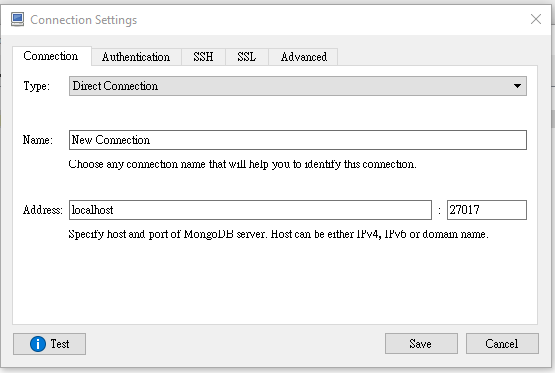 Connection Settings
Connection Authentication SSH SSL Advanced
Type: Direct Connection
Name: New Connection
Choose any connection name that will help you to identify this connection.
Address: localhost : 27017
Specify host and port of MongoDB server. Host can be either IPv4, IPv6 or domain name.
Test Save Cancel